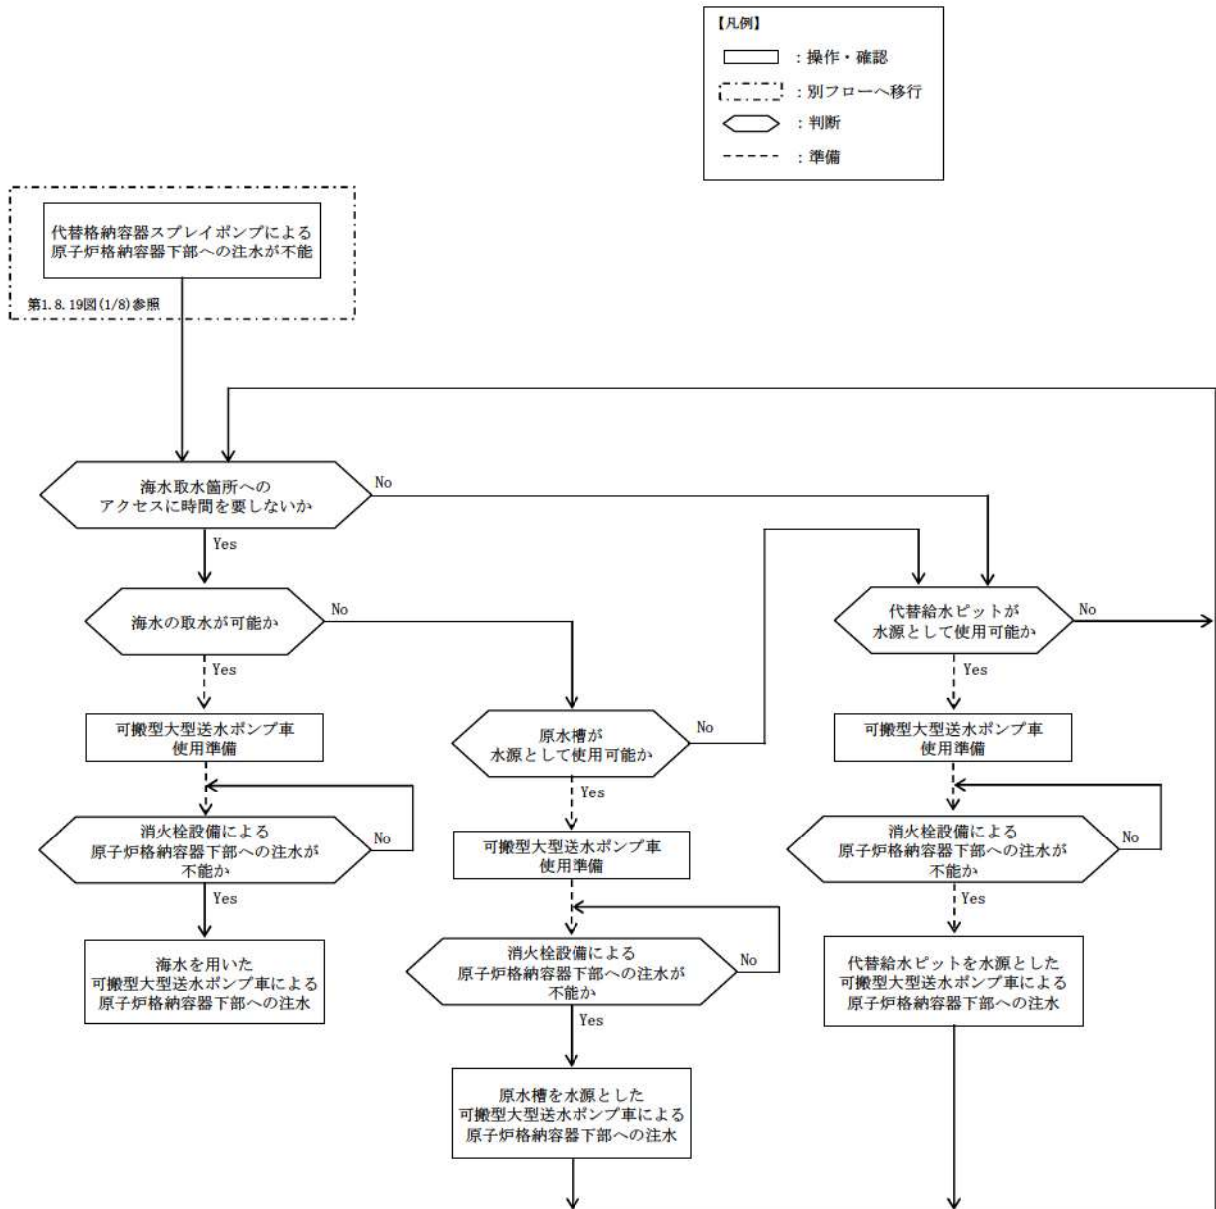 【凡例】
：操作・確認
：別フローへ移行
：判断
：準備
代替格納容器スプレイポンプによる
原子炉格納容器下部への注水が不能
第1.8.19図(1/8)参照
海水取水箇所への
アクセスに時間を要しないか
No
Yes
海水の取水が可能か
No
Yes
代替給水ピットが
水源として使用可能か
No
Yes
可搬型大型送水ポンプ車
使用準備
原水槽が
水源として使用可能か
No
Yes
可搬型大型送水ポンプ車
使用準備
消火栓設備による
原子炉格納容器下部への注水が
不能か
No
Yes
可搬型大型送水ポンプ車
使用準備
消火栓設備による
原子炉格納容器下部への注水が
不能か
No
Yes
海水を用いた
可搬型大型送水ポンプ車による
原子炉格納容器下部への注水
消火栓設備による
原子炉格納容器下部への注水が
不能か
No
Yes
代替給水ピットを水源とした
可搬型大型送水ポンプ車による
原子炉格納容器下部への注水
原水槽を水源とした
可搬型大型送水ポンプ車による
原子炉格納容器下部への注水